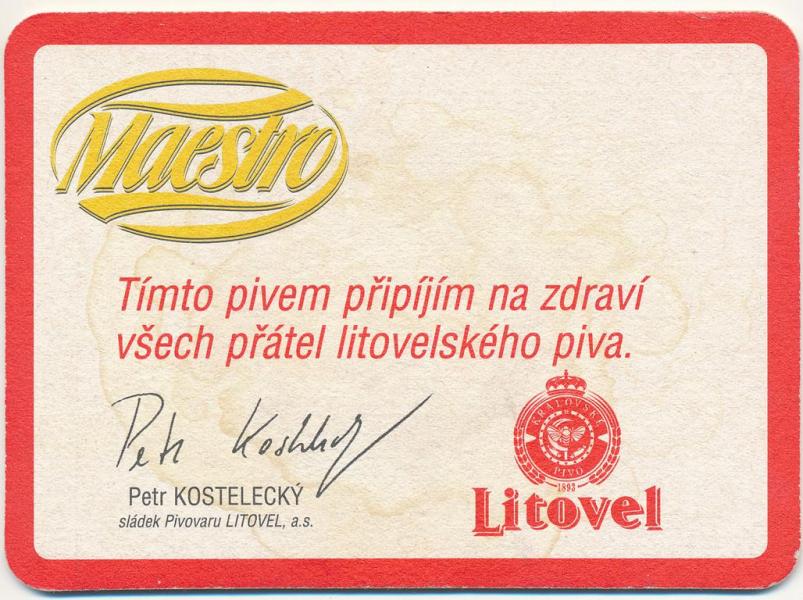 Maestro
Tímto pivem připíjím na zdraví
všech přátel litovelského piva.
Petr Kostelecký
Petr KOSTELECKÝ
sládek Pivovaru LITOVEL, a.s.
KRÁLOVSKÉ
PIVO
1893
Litovel